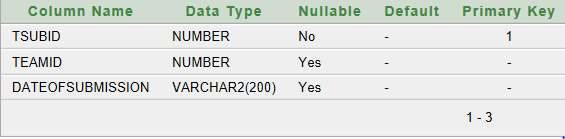 Column Name Data Type Nullable Default Primary Key
TSUBID NUMBER No - 1
TEAMID NUMBER Yes - -
DATEOFSUBMISSION VARCHAR2(200) Yes - -
1 - 3